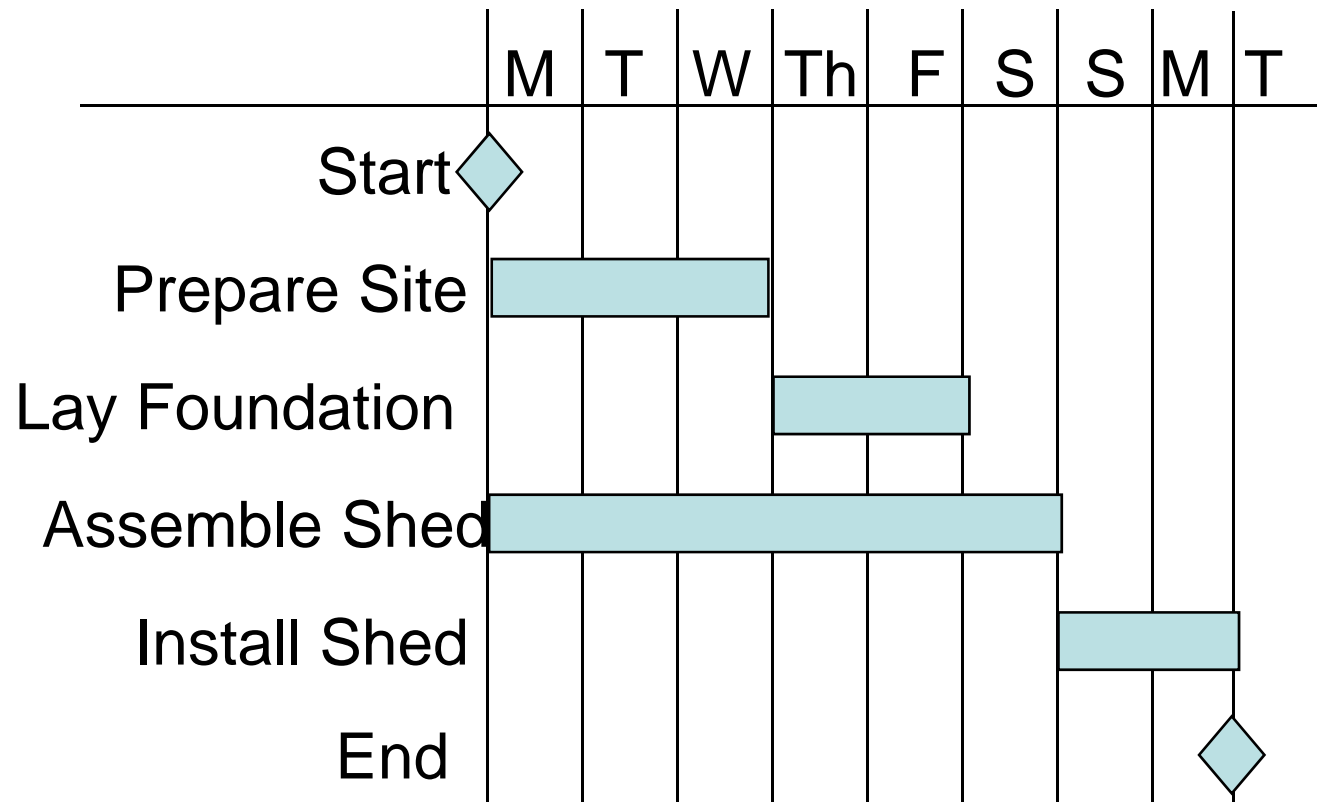 M T W Th F S S M T
Start
Prepare Site
Lay Foundation
Assemble Shed
Install Shed
End